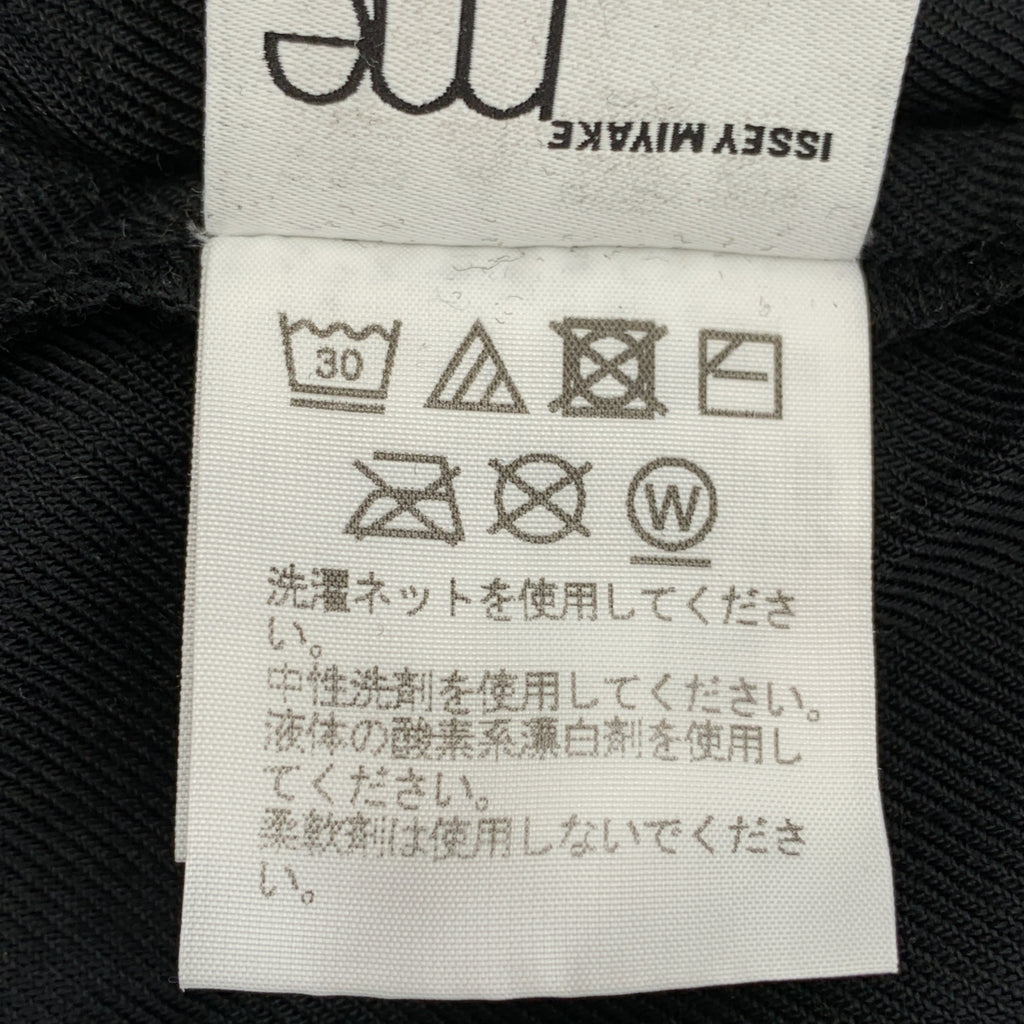 me
ISSEY MIYAKE
30
W
洗濯ネットを使用してくださ
い。
中性洗剤を使用してください。
液体の酸素系漂白剤を使用し
てください。
柔軟剤は使用しないでくださ
い。